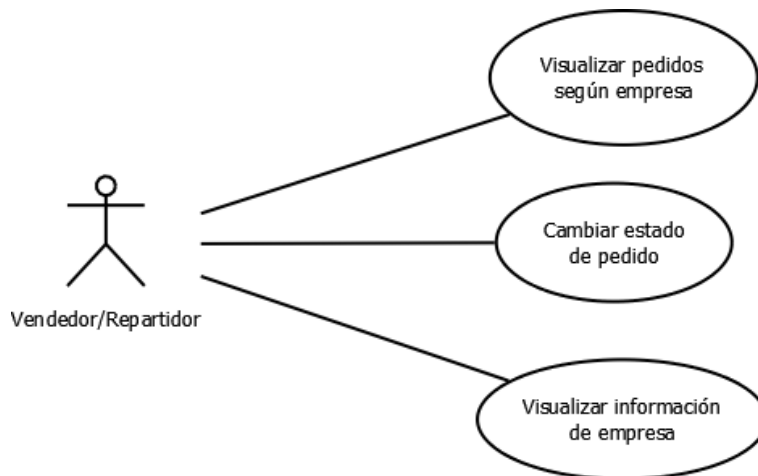 Visualizar pedidos
según empresa
Cambiar estado
de pedido
Vendedor/Repartidor
Visualizar información
de empresa